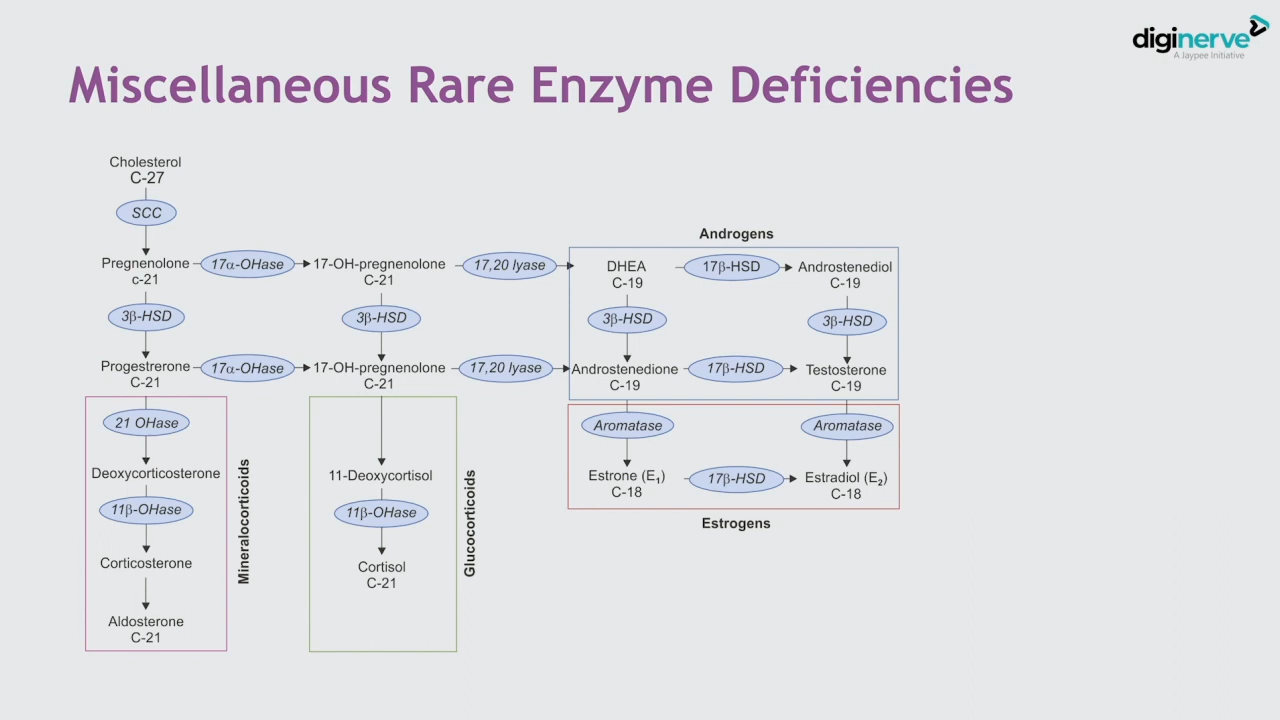 diginerve
A Jaypee Initiative
Miscellaneous Rare Enzyme Deficiencies
Cholesterol
C-27
SCC
Androgens
Pregnenolone
c-21
17α-OHase
17-OH-pregnenolone
C-21
17,20 lyase
DHEA
C-19
17β-HSD
Androstenediol
C-19
3β-HSD
3β-HSD
3β-HSD
3β-HSD
Progestrerone
C-21
17α-OHase
17-OH-pregnenolone
C-21
17,20 lyase
Androstenedione
C-19
17β-HSD
Testosterone
C-19
21 OHase
Aromatase
Aromatase
Deoxycorticosterone
11-Deoxycortisol
Estrone (E₁)
C-18
17β-HSD
Estradiol (E₂)
C-18
11β-OHase
11β-OHase
Estrogens
Mineralocorticoids
Glucocorticoids
Corticosterone
Cortisol
C-21
Aldosterone
C-21